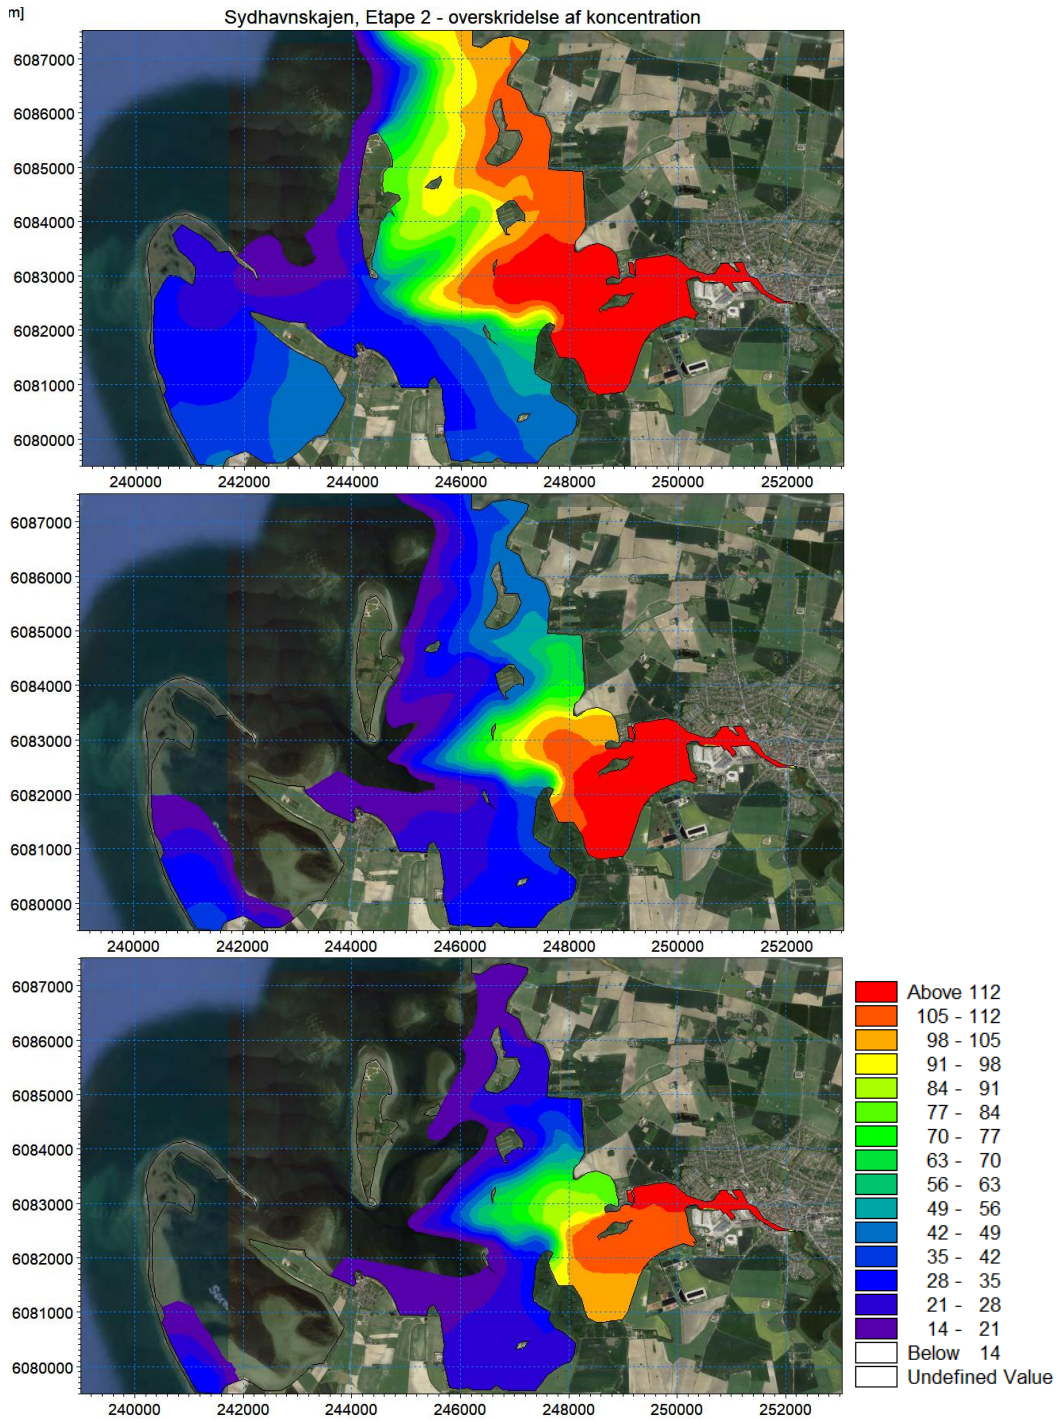 m]
Sydhavnskajen, Etape 2 - overskridelse af koncentration
6087000
6086000
6085000
6084000
6083000
6082000
6081000
6080000
240000 242000 244000 246000 248000 250000 252000
6087000
6086000
6085000
6084000
6083000
6082000
6081000
6080000
240000 242000 244000 246000 248000 250000 252000
6087000
6086000
6085000
6084000
6083000
6082000
6081000
6080000
240000 242000 244000 246000 248000 250000 252000
Above 112
105 - 112
98 - 105
91 - 98
84 - 91
77 - 84
70 - 77
63 - 70
56 - 63
49 - 56
42 - 49
35 - 42
28 - 35
21 - 28
14 - 21
Below 14
Undefined Value